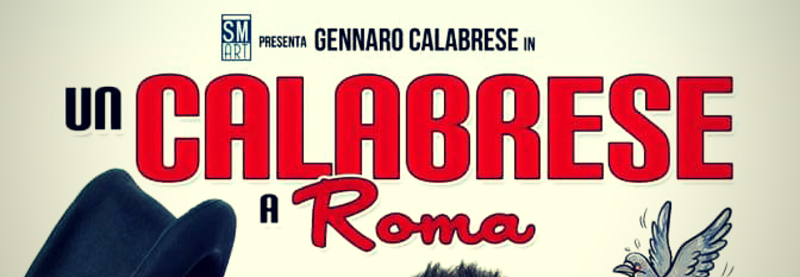 SM
ART
PRESENTA GENNARO CALABRESE IN
UN CALABRESE
A Roma